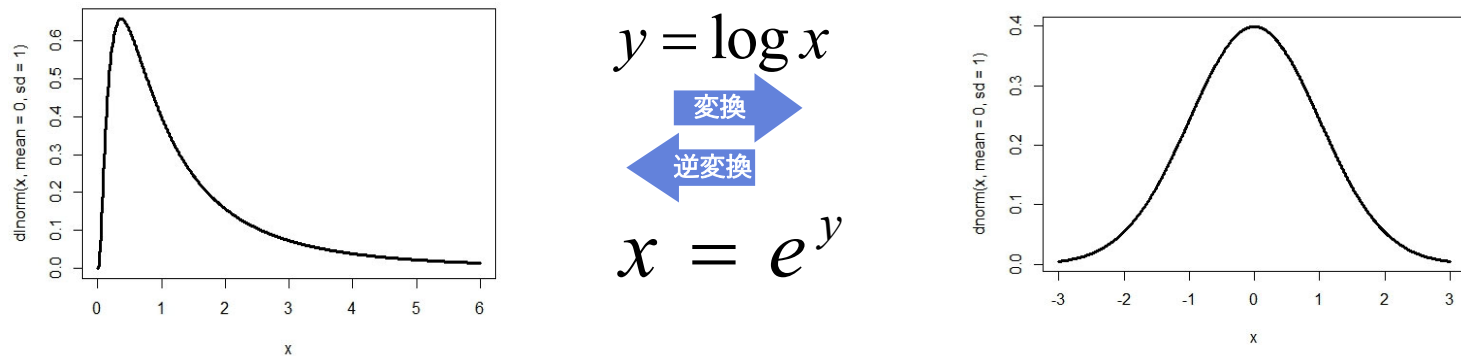 dlnorm(x, mean = 0, sd = 1)
0.6
0.5
0.4
0.3
0.2
0.1
0.0
0 1 2 3 4 5 6
x
y = log x
変換
逆変換
x = e^y
dnorm(x, mean = 0, sd = 1)
0.4
0.3
0.2
0.1
0.0
-3 -2 -1 0 1 2 3
x